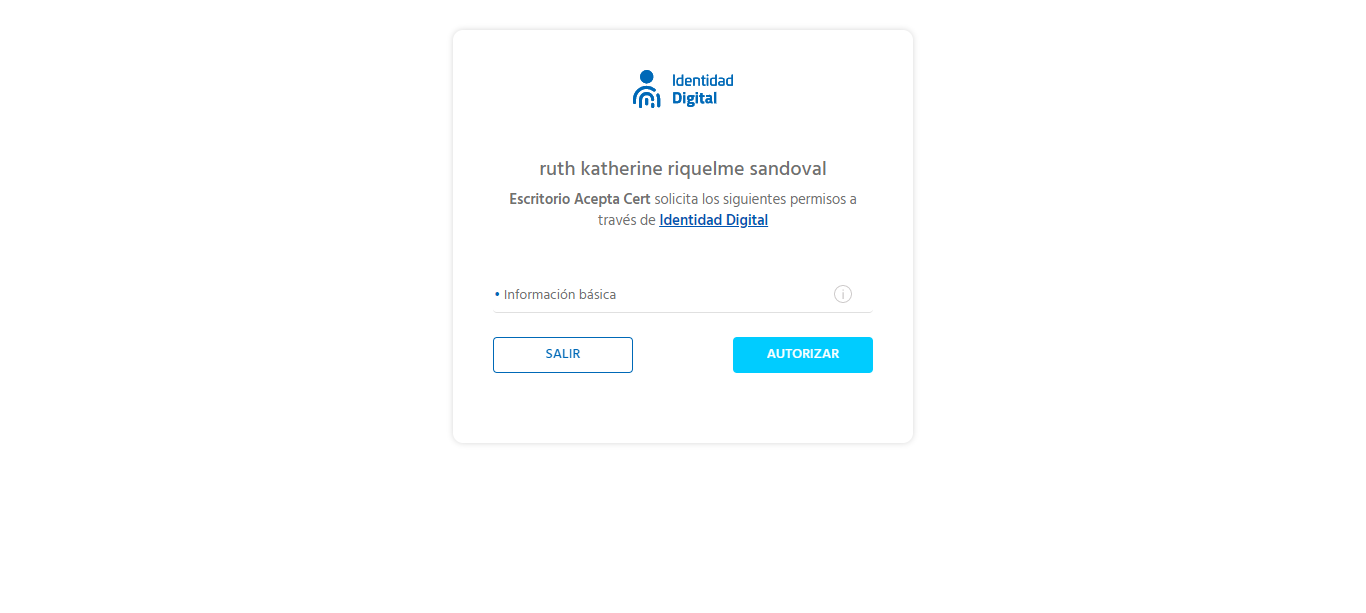 Identidad
Digital
ruth katherine riquelme sandoval
Escritorio Acepta Cert solicita los siguientes permisos a
través de Identidad Digital
• Información básica
SALIR
AUTORIZAR